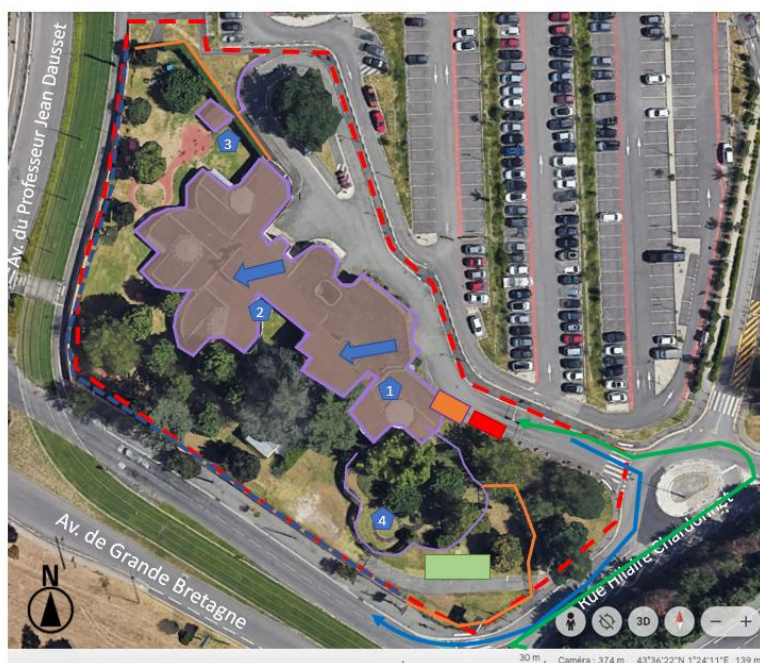 Av. du Professeur Jean Dausset
3
2
1
4
Av. de Grande Bretagne
Rue Hilaire Chardonnet
N
3D
30 m
Caméra : 374 m 43°36'22"N 1°24'11"E 139 m